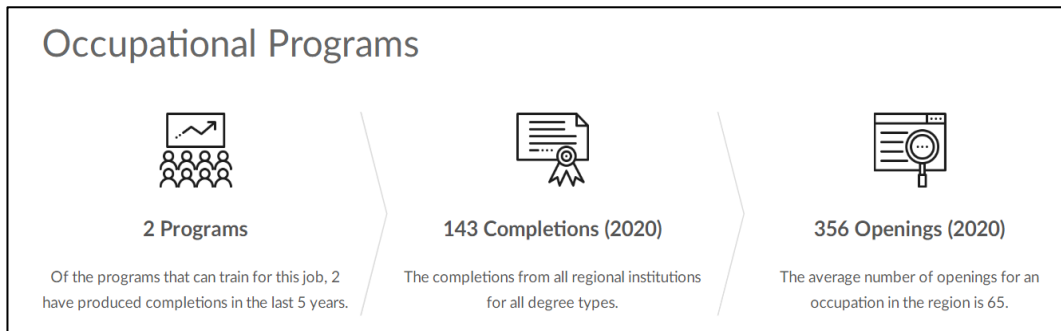 Occupational Programs
2 Programs
Of the programs that can train for this job, 2
have produced completions in the last 5 years.
143 Completions (2020)
The completions from all regional institutions
for all degree types.
356 Openings (2020)
The average number of openings for an
occupation in the region is 65.